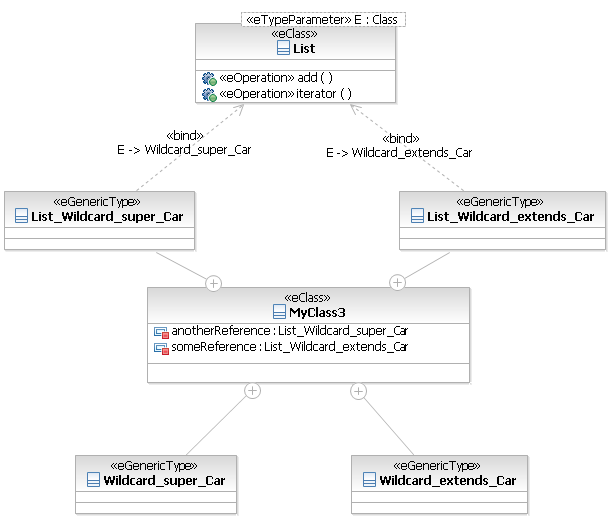 «eTypeParameter» E : Class
«eClass»
List
«eOperation» add ( )
«eOperation» iterator ( )
«bind»
E -> Wildcard_super_Car
«bind»
E -> Wildcard_extends_Car
«eGenericType»
List_Wildcard_super_Car
«eGenericType»
List_Wildcard_extends_Car
«eClass»
MyClass3
anotherReference : List_Wildcard_super_Car
someReference : List_Wildcard_extends_Car
«eGenericType»
Wildcard_super_Car
«eGenericType»
Wildcard_extends_Car